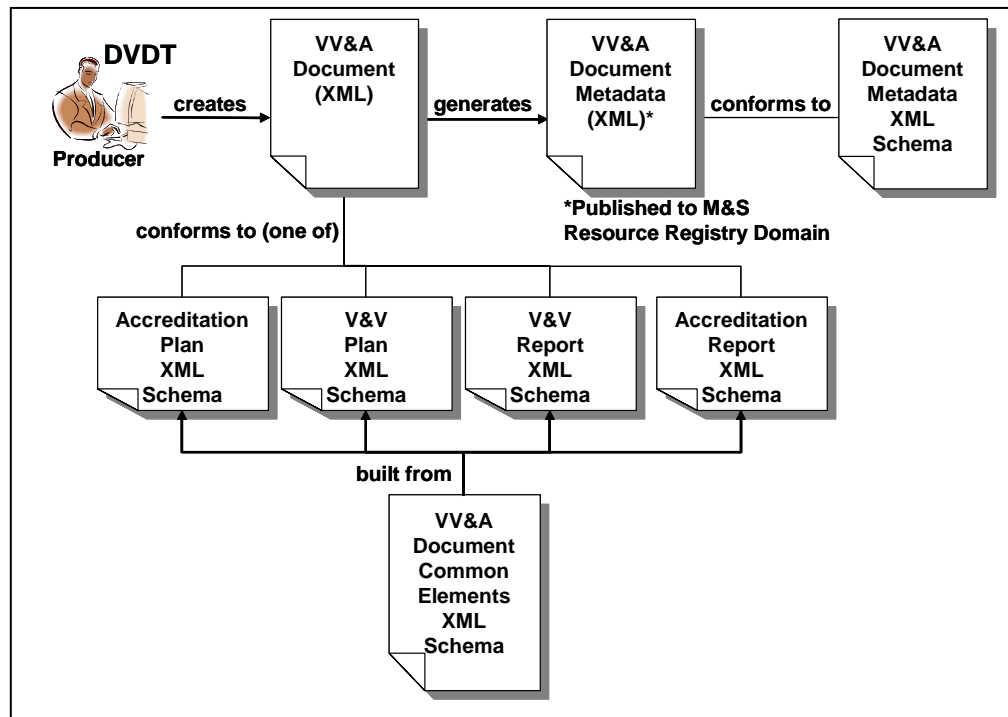 DVDT
Producer
creates
VV&A
Document
(XML)
generates
VV&A
Document
Metadata
(XML)*
conforms to
VV&A
Document
Metadata
XML
Schema
*Published to M&S
Resource Registry Domain
conforms to (one of)
Accreditation
Plan
XML
Schema
V&V
Plan
XML
Schema
V&V
Report
XML
Schema
Accreditation
Report
XML
Schema
built from
VV&A
Document
Common
Elements
XML
Schema